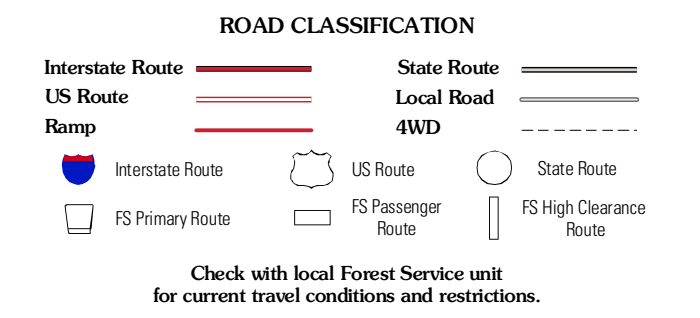 ROAD CLASSIFICATION
Interstate Route
State Route
US Route
Local Road
Ramp
4WD
Interstate Route
US Route
State Route
FS Primary Route
FS Passenger
Route
FS High Clearance
Route
Check with local Forest Service unit
for current travel conditions and restrictions.